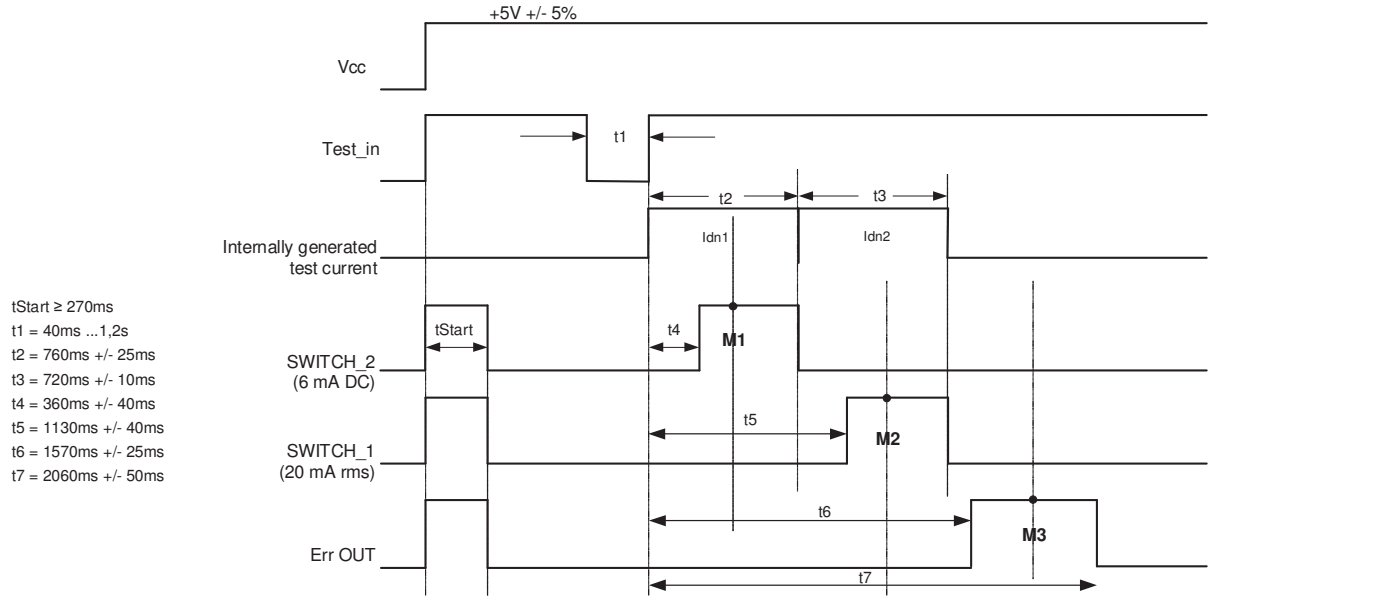 +5V +/- 5%
Vcc
Test_in
t1
t2
t3
Internally generated
test current
Idn1
Idn2
tStart ≥ 270ms
t1 = 40ms ...1,2s
t2 = 760ms +/- 25ms
t3 = 720ms +/- 10ms
t4 = 360ms +/- 40ms
t5 = 1130ms +/- 40ms
t6 = 1570ms +/- 25ms
t7 = 2060ms +/- 50ms
tStart
t4
M1
SWITCH_2
(6 mA DC)
t5
M2
SWITCH_1
(20 mA rms)
t6
M3
Err OUT
t7